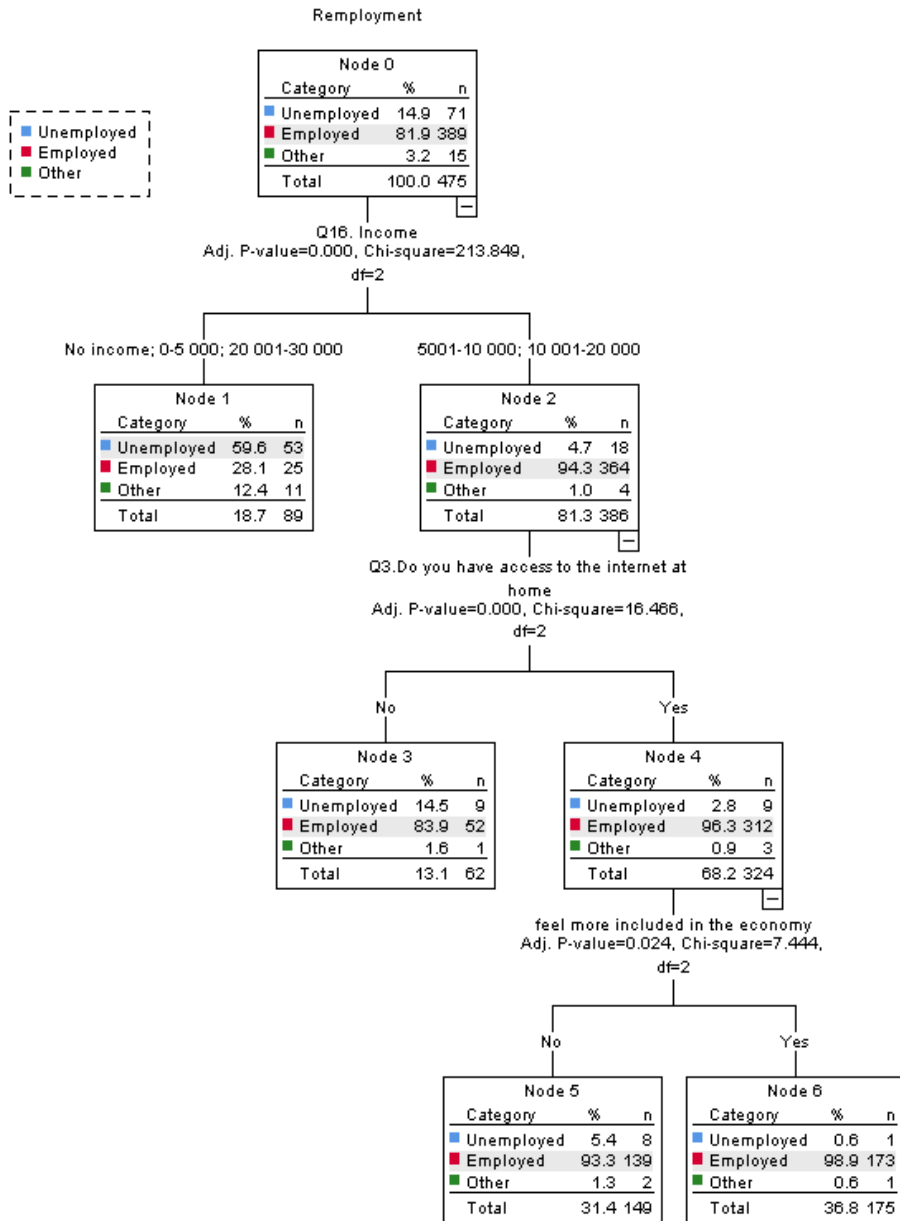 Remployment
Unemployed
Employed
Other
Node 0
Category % n
Unemployed 14.9 71
Employed 81.9 389
Other 3.2 15
Total 100.0 475
Q16. Income
Adj. P-value=0.000, Chi-square=213.849,
df=2
No income; 0-5 000; 20 001-30 000
5001-10 000; 10 001-20 000
Node 1
Category % n
Unemployed 59.6 53
Employed 28.1 25
Other 12.4 11
Total 18.7 89
Node 2
Category % n
Unemployed 4.7 18
Employed 94.3 364
Other 1.0 4
Total 81.3 386
Q3.Do you have access to the internet at
home
Adj. P-value=0.000, Chi-square=16.466,
df=2
No
Yes
Node 3
Category % n
Unemployed 14.5 9
Employed 83.9 52
Other 1.6 1
Total 13.1 62
Node 4
Category % n
Unemployed 2.8 9
Employed 96.3 312
Other 0.9 3
Total 68.2 324
feel more included in the economy
Adj. P-value=0.024, Chi-square=7.444,
df=2
No
Yes
Node 5
Category % n
Unemployed 5.4 8
Employed 93.3 139
Other 1.3 2
Total 31.4 149
Node 6
Category % n
Unemployed 0.6 1
Employed 98.9 173
Other 0.6 1
Total 36.8 175